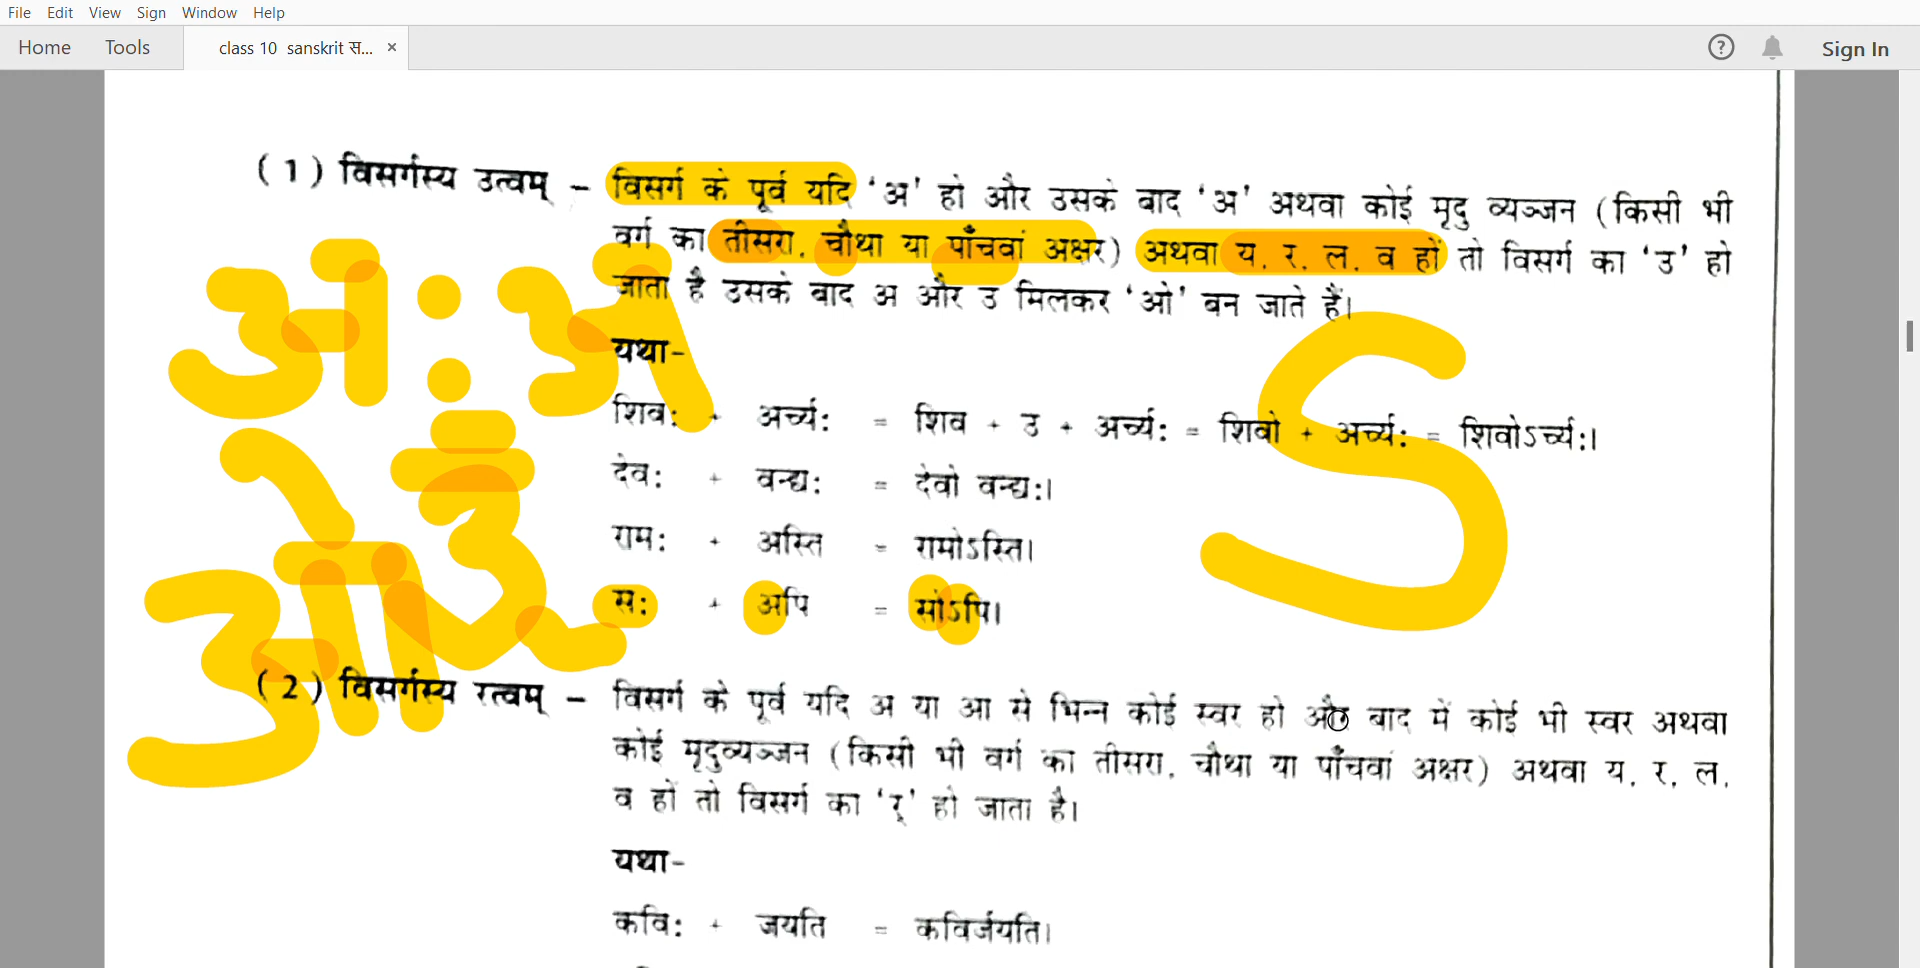 File Edit View Sign Window Help
Home Tools class 10 sanskrit स... × ? Sign In
( 1 ) विसर्गस्य उत्वम् – विसर्ग के पूर्व यदि ‘अ’ हो और उसके बाद ‘अ’ अथवा कोई मृदु व्यञ्जन (किसी भी
वर्ग का तीसरा, चौथा या पाँचवां अक्षर) अथवा य, र, ल, व हों तो विसर्ग का ‘उ’ हो
जाता है उसके बाद अ और उ मिलकर ‘ओ’ बन जाते हैं।
अ: अ
यथा-
शिव: + अर्च्य: = शिव + उ + अर्च्य: = शिवो + अर्च्य: = शिवोऽर्च्य:।
देव: + वन्द्य: = देवो वन्द्य:।
राम: + अस्ति = रामोऽस्ति।
स: + अपि = सोऽपि।
ओ
S
( 2 ) विसर्गस्य रत्वम् – विसर्ग के पूर्व यदि अ या आ से भिन्न कोई स्वर हो और बाद में कोई भी स्वर अथवा
कोई मृदुव्यञ्जन (किसी भी वर्ग का तीसरा, चौथा या पाँचवां अक्षर) अथवा य, र, ल,
व हों तो विसर्ग का ‘र्’ हो जाता है।
यथा-
कवि: + जयति = कविर्जयति।